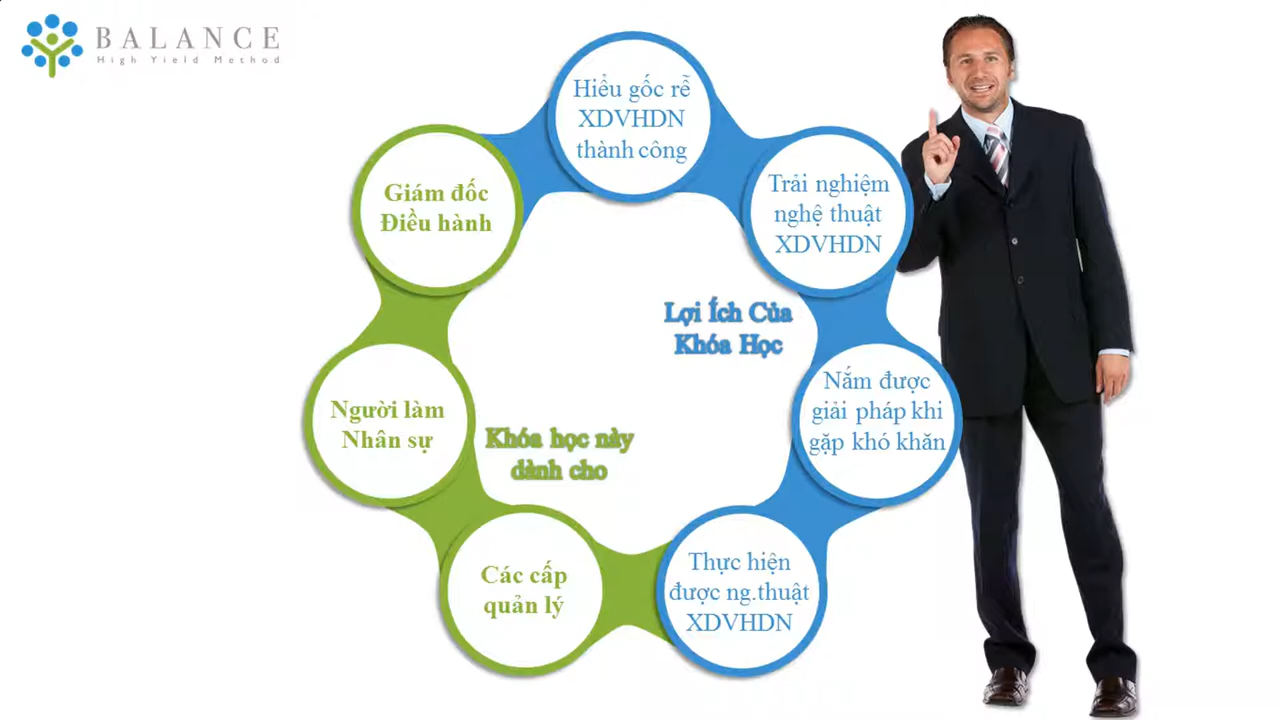 BALANCE
High Yield Method
Hiểu gốc rễ
XDVHDN
thành công
Trải nghiệm
nghệ thuật
XDVHDN
Nắm được
giải pháp khi
gặp khó khăn
Thực hiện
được ng.thuật
XDVHDN
Lợi Ích Của
Khóa Học
Giám đốc
Điều hành
Người làm
Nhân sự
Các cấp
quản lý
Khóa học này
dành cho